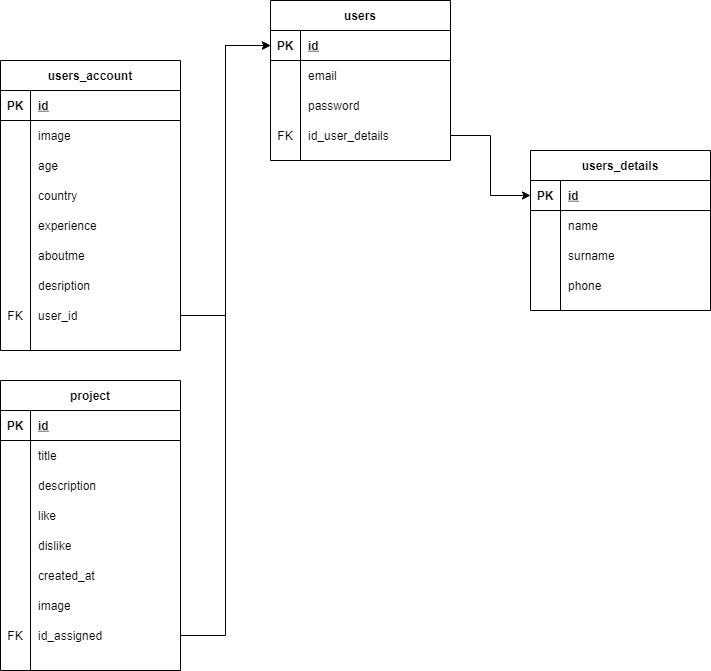 users
PK id
email
password
FK id_user_details
users_account
PK id
image
age
country
experience
aboutme
desription
FK user_id
users_details
PK id
name
surname
phone
project
PK id
title
description
like
dislike
created_at
image
FK id_assigned